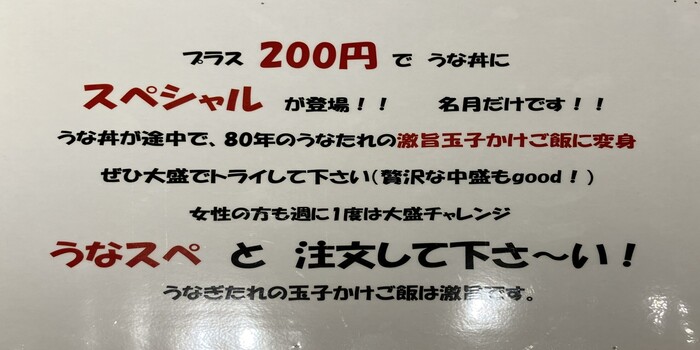 プラス 200円 で うな丼に
スペシャル が登場！！ 名月だけです！！
うな丼が途中で、80年のうなたれの激旨玉子かけご飯に変身
ぜひ大盛でトライして下さい(贅沢な中盛もgood！)
女性の方も週に1度は大盛チャレンジ
うなスペ と 注文して下さ～い！
うなぎたれの玉子かけご飯は激旨です。